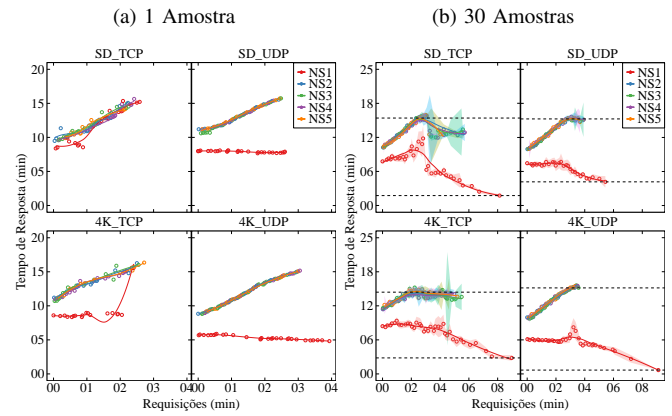 (a) 1 Amostra
(b) 30 Amostras
SD_TCP
SD_UDP
SD_TCP
SD_UDP
NS1
NS2
NS3
NS4
NS5
NS1
NS2
NS3
NS4
NS5
20
15
10
05
00
25
18
12
06
00
Tempo de Resposta (min)
Tempo de Resposta (min)
4K_TCP
4K_UDP
4K_TCP
4K_UDP
20
15
10
05
00
25
18
12
06
00
00 01 02 03 00 01 02 03 04
00 02 04 06 08 00 02 04 06 08
Requisições (min)
Requisições (min)